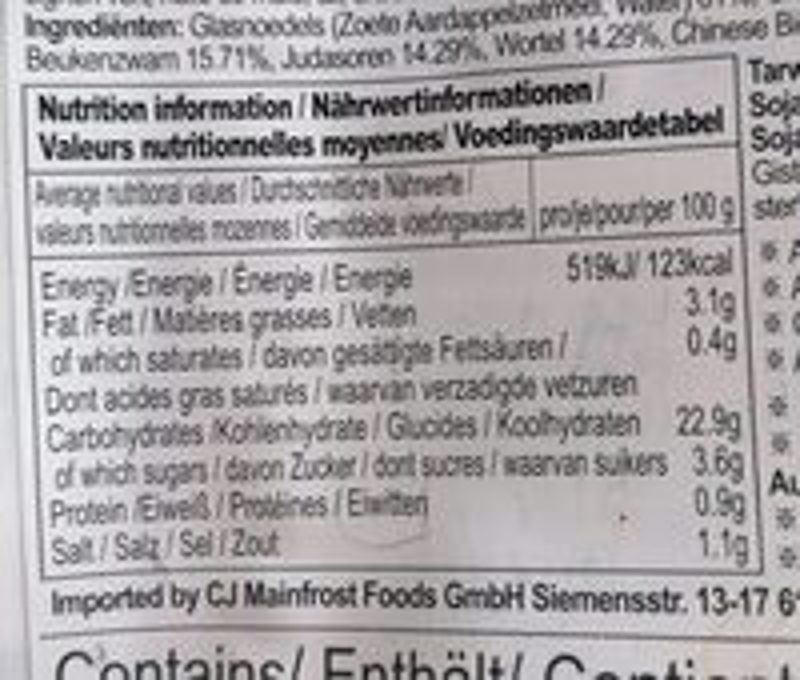 Ingrediënten: Glasnoedels (Zoete Aardappelzetmeel, Water)
Beukenzwam 15.71%, Judasoren 14.29%, Wortel 14.29%, Chinese
Nutrition information / Nährwertinformationen /
Valeurs nutritionnelles moyennes/ Voedingswaardetabel
Average nutritional values / Durchschnittliche Nährwerte /
valeurs nutritionnelles mozennes / Gemiddelde voedingswaarde
pro/je/pour/per 100 g
Energy /Energie / Énergie / Energie 519kJ/ 123kcal
Fat /Fett / Matières grasses / Vetten 3.1g
of which saturates / davon gesättigte Fettsäuren / 0.4g
Dont acides gras saturés / waarvan verzadigde vetzuren
Carbohydrates /Kohlenhydrate / Glucides / Koolhydraten 22.9g
of which sugars / davon Zucker / dont sucres / waarvan suikers 3.6g
Protein /Eiweiß / Protéines / Eiwitten 0.9g
Salt / Salz / Sel / Zout 1.1g
Imported by CJ Mainfrost Foods GmbH Siemensstr. 13-17
Contains/ Enthält/
Tarw
Soja
Soja
Gist